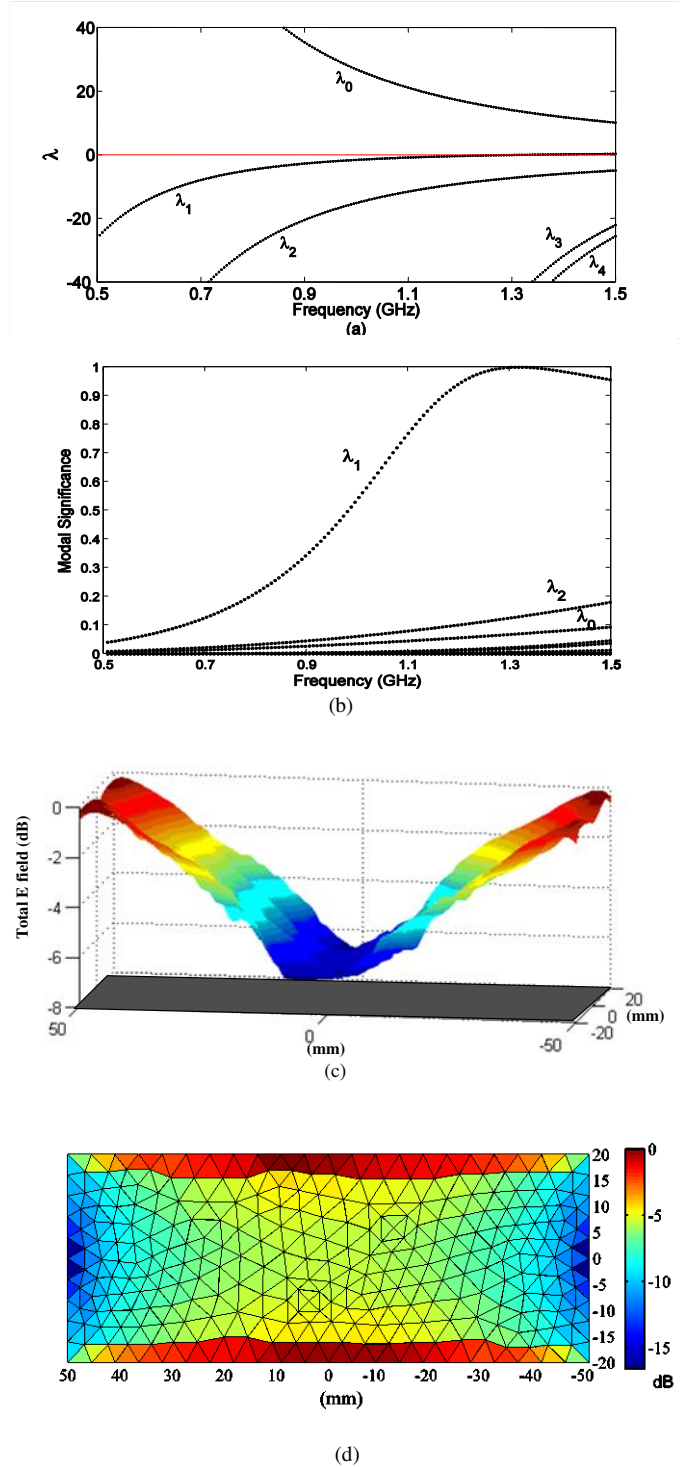 40
20
0
-20
-40
λ
λ0
λ1
λ2
λ3
λ4
0.5 0.7 0.9 1.1 1.3 1.5
Frequency (GHz)
(a)
1
0.9
0.8
0.7
0.6
0.5
0.4
0.3
0.2
0.1
0
Modal Significance
λ1
λ2
λ0
0.5 0.7 0.9 1.1 1.3 1.5
Frequency (GHz)
(b)
0
-2
-4
-6
-8
Total E field (dB)
50 0 -50
(mm)
20
0
-20
(mm)
(c)
20
15
10
5
0
-5
-10
-15
-20
0
-5
-10
-15
dB
50 40 30 20 10 0 -10 -20 -30 -40 -50
(mm)
(d)